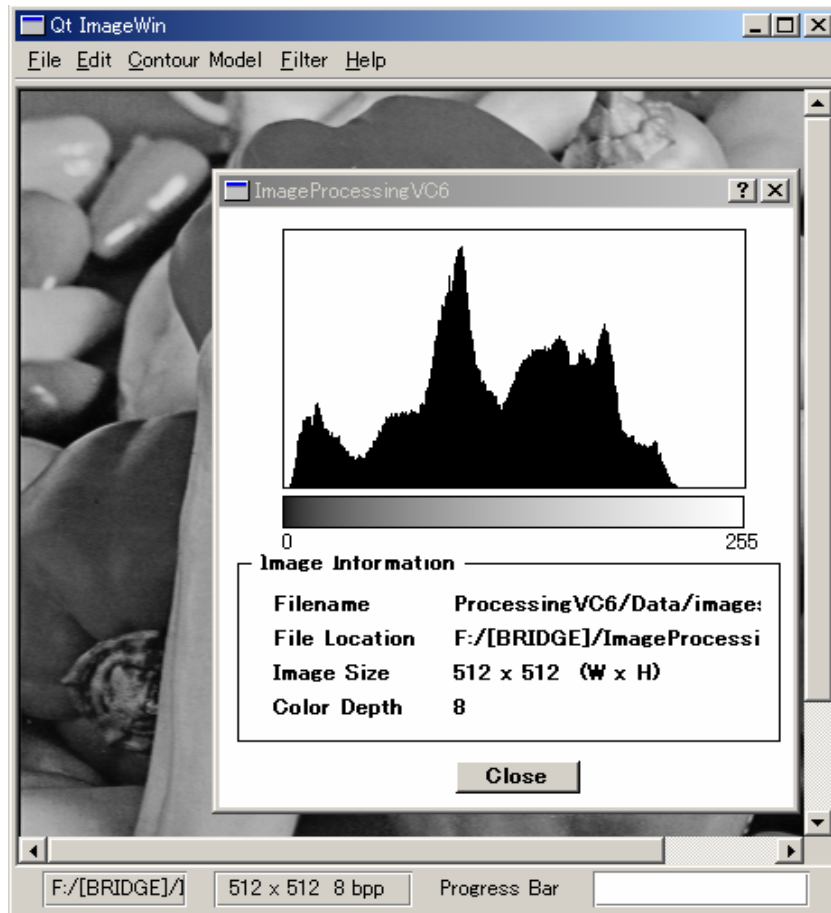 Qt ImageWin
File Edit Contour Model Filter Help
ImageProcessingVC6
0 255
Image Information
Filename ProcessingVC6/Data/images
File Location F:/[BRIDGE]/ImageProcessi
Image Size 512 x 512 (W x H)
Color Depth 8
Close
F:/[BRIDGE]/I 512 x 512 8 bpp Progress Bar